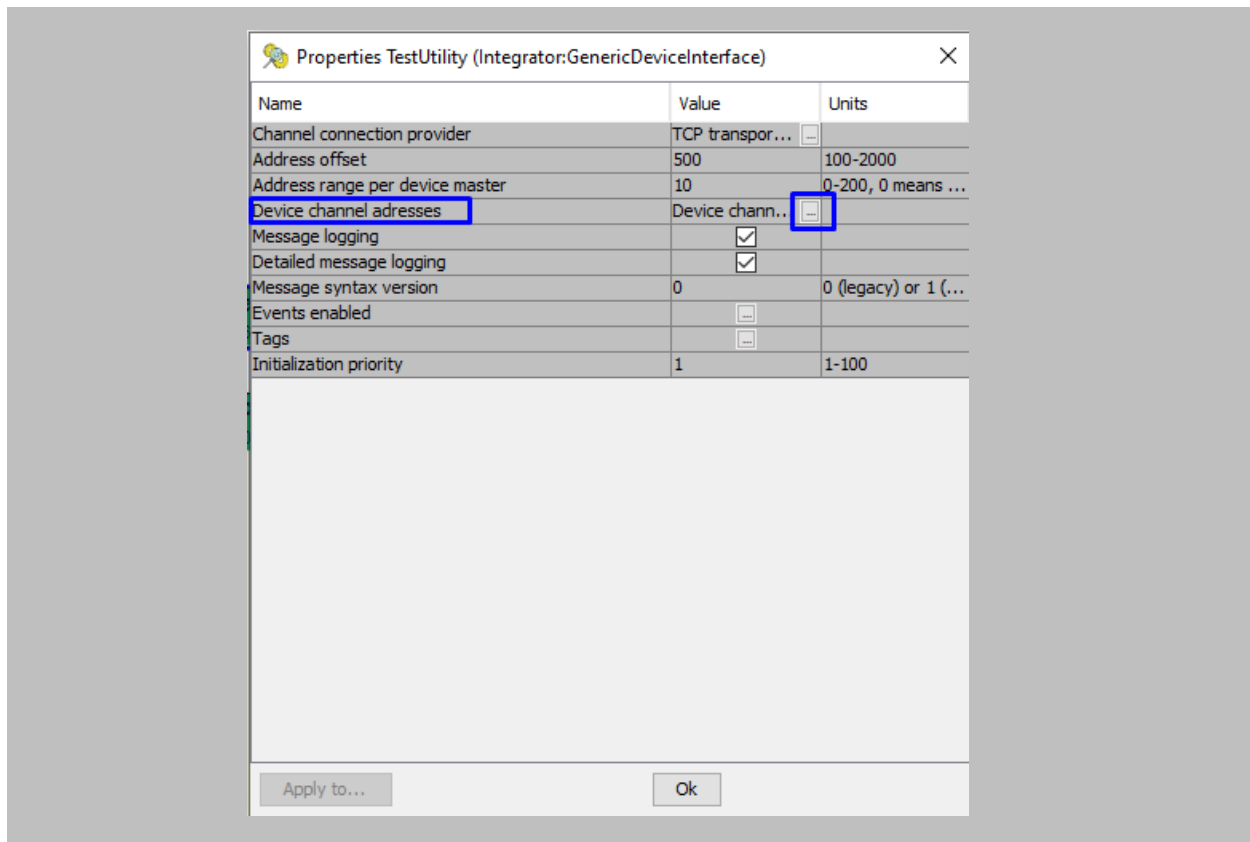 Properties TestUtility (Integrator:GenericDeviceInterface)
Name Value Units
Channel connection provider TCP transpor... ...
Address offset 500 100-2000
Address range per device master 10 0-200, 0 means ...
Device channel adresses Device chann... ...
Message logging
Detailed message logging
Message syntax version 0 0 (legacy) or 1 (...
Events enabled ...
Tags ...
Initialization priority 1 1-100
Apply to... Ok